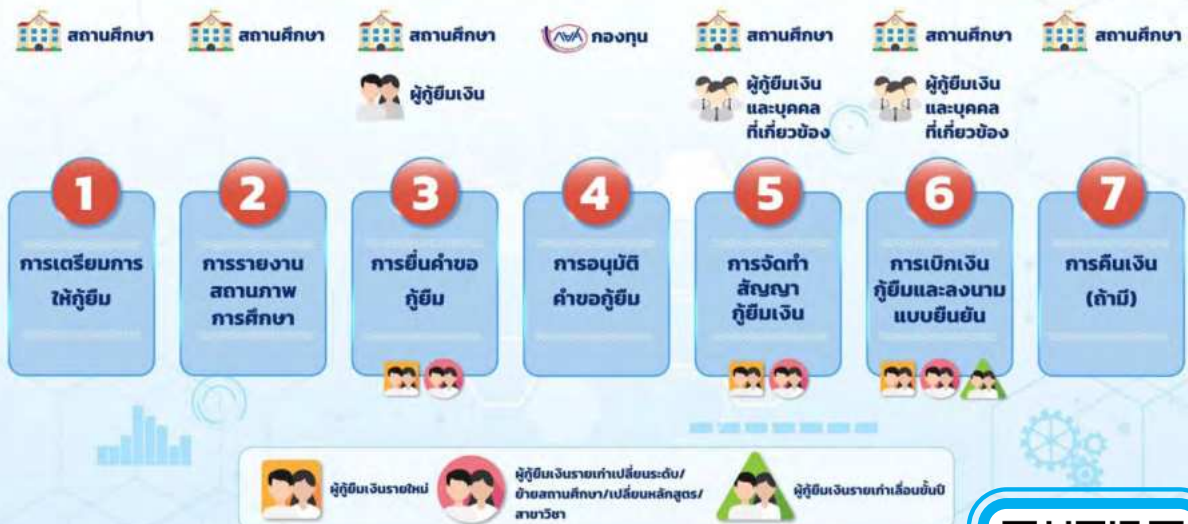 สถานศึกษา
สถานศึกษา
สถานศึกษา
กยศ กองทุน
สถานศึกษา
สถานศึกษา
สถานศึกษา
ผู้กู้ยืมเงิน
ผู้กู้ยืมเงิน
และบุคคล
ที่เกี่ยวข้อง
ผู้กู้ยืมเงิน
และบุคคล
ที่เกี่ยวข้อง
1
การเตรียมการ
ให้กู้ยืม
2
การรายงาน
สถานภาพ
การศึกษา
3
การยื่นคำขอ
กู้ยืม
4
การอนุมัติ
คำขอกู้ยืม
5
การจัดทำ
สัญญา
กู้ยืมเงิน
6
การเบิกเงิน
กู้ยืมและลงนาม
แบบยืนยัน
7
การคืนเงิน
(ถ้ามี)
ผู้กู้ยืมเงินรายใหม่
ผู้กู้ยืมเงินรายเก่าเปลี่ยนระดับ/
ย้ายสถานศึกษา/เปลี่ยนหลักสูตร/
สาขาวิชา
ผู้กู้ยืมเงินรายเก่าเลื่อนชั้นปี